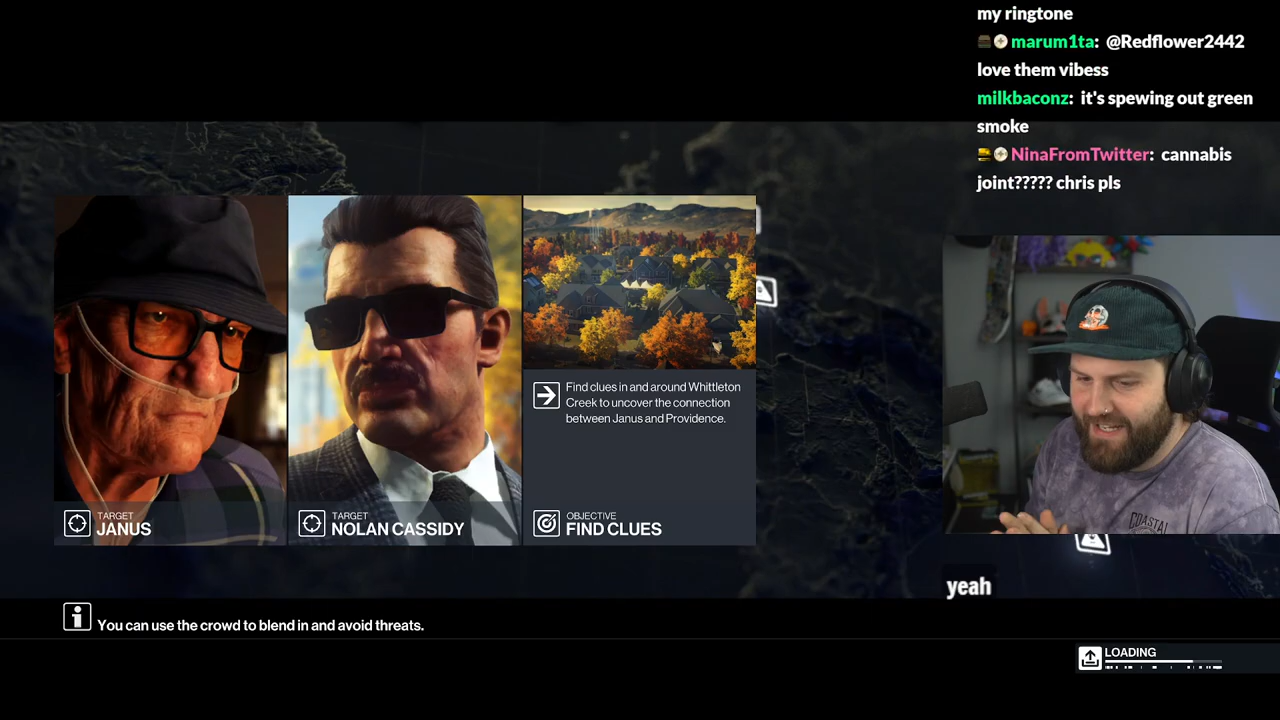 my ringtone
marum1ta: @Redflower2442
love them vibess
milkbaconz: it's spewing out green
smoke
NinaFromTwitter: cannabis
joint????? chris pls
Find clues in and around Whittleton
Creek to uncover the connection
between Janus and Providence.
TARGET
JANUS
TARGET
NOLAN CASSIDY
OBJECTIVE
FIND CLUES
COASTAL
yeah
You can use the crowd to blend in and avoid threats.
LOADING